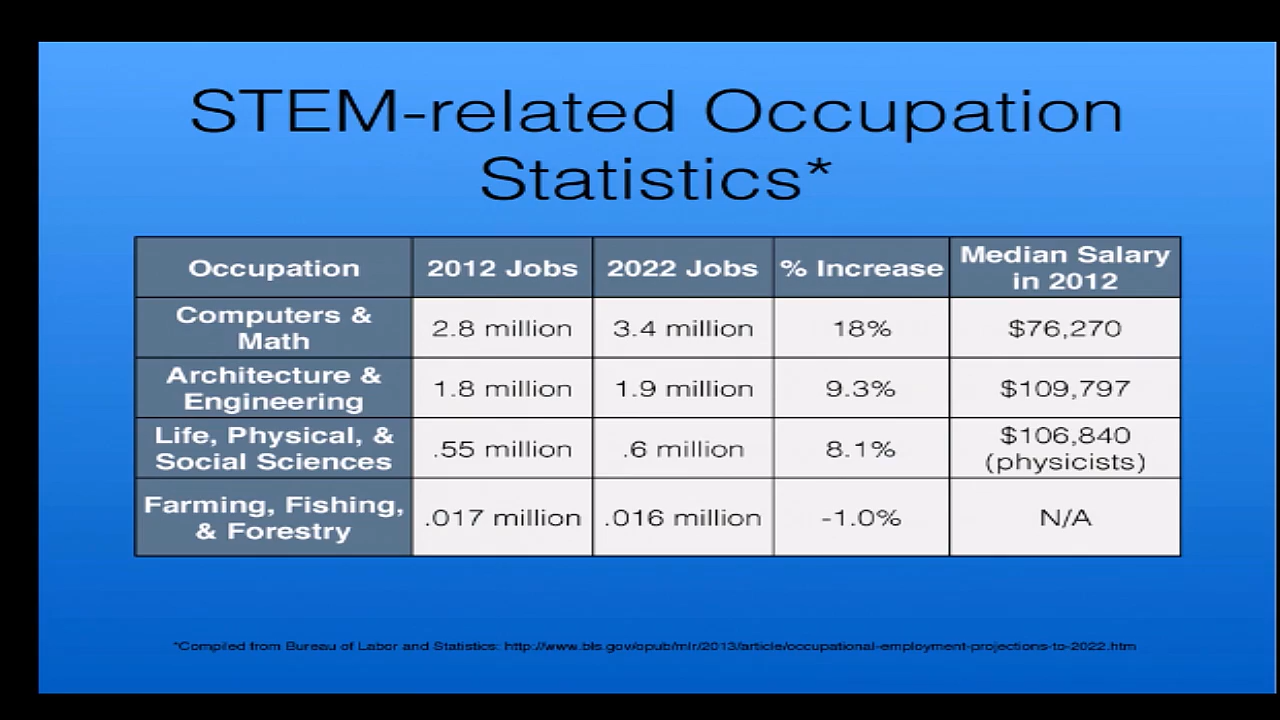 STEM-related Occupation
Statistics*
Occupation 2012 Jobs 2022 Jobs % Increase Median Salary in 2012
Computers & Math 2.8 million 3.4 million 18% $76,270
Architecture & Engineering 1.8 million 1.9 million 9.3% $109,797
Life, Physical, & Social Sciences .55 million .6 million 8.1% $106,840 (physicists)
Farming, Fishing, & Forestry .017 million .016 million -1.0% N/A
*Compiled from Bureau of Labor and Statistics: http://www.bls.gov/opub/mlr/2013/article/occupational-employment-projections-to-2022.htm